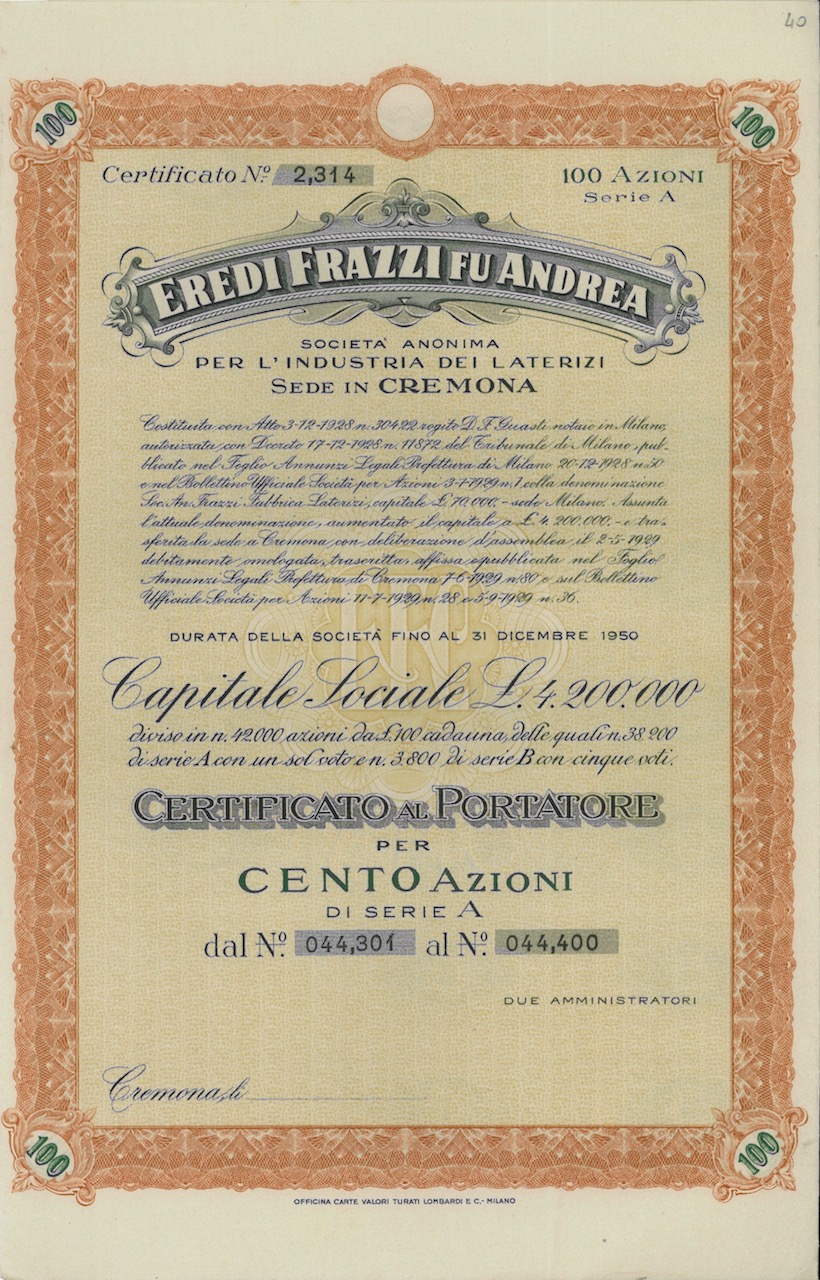 40
100
100
Certificato N.º 2,314
100 AZIONI
Serie A
EREDI FRAZZI FU ANDREA
SOCIETA' ANONIMA
PER L'INDUSTRIA DEI LATERIZI
SEDE IN CREMONA
Costituita con Atto 3-12-1928 n. 30422 rogito D. F. Guasti notaio in Milano,
autorizzata con Decreto 17-12-1928 n. 11872 del Tribunale di Milano, pub-
blicato nel Foglio Annunzi Legali Prefettura di Milano 20-12-1928 n. 50
e nel Bollettino Ufficiale Società per Azioni 3-1-1929 n. 1, colla denominazione
Soc. An. Frazzi Fabbrica Laterizi, capitale £. 70.000,- sede Milano. Assunta
l'attuale denominazione, aumentato il capitale a £. 4.200.000,- e tra-
sferita la sede a Cremona con deliberazione d'assemblea il 2-5-1929
debitamente omologata, trascritta, affissa e pubblicata nel Foglio
Annunzi Legali Prefettura di Cremona 7-6-1929 n. 80 e sul Bollettino
Ufficiale Società per Azioni 11-7-1929 n. 28 e 5-9-1929 n. 36.
DURATA DELLA SOCIETÀ FINO AL 31 DICEMBRE 1950
Capitale Sociale £. 4.200.000
diviso in n. 42.000 azioni da £. 100 cadauna, delle quali n. 38.200
di serie A con un sol voto e n. 3.800 di serie B con cinque voti.
CERTIFICATO AL PORTATORE
PER
CENTO AZIONI
DI SERIE A
dal N.º 044,301 al N.º 044,400
DUE AMMINISTRATORI
Cremona, li
100
100
OFFICINA CARTE VALORI TURATI LOMBARDI E C. - MILANO